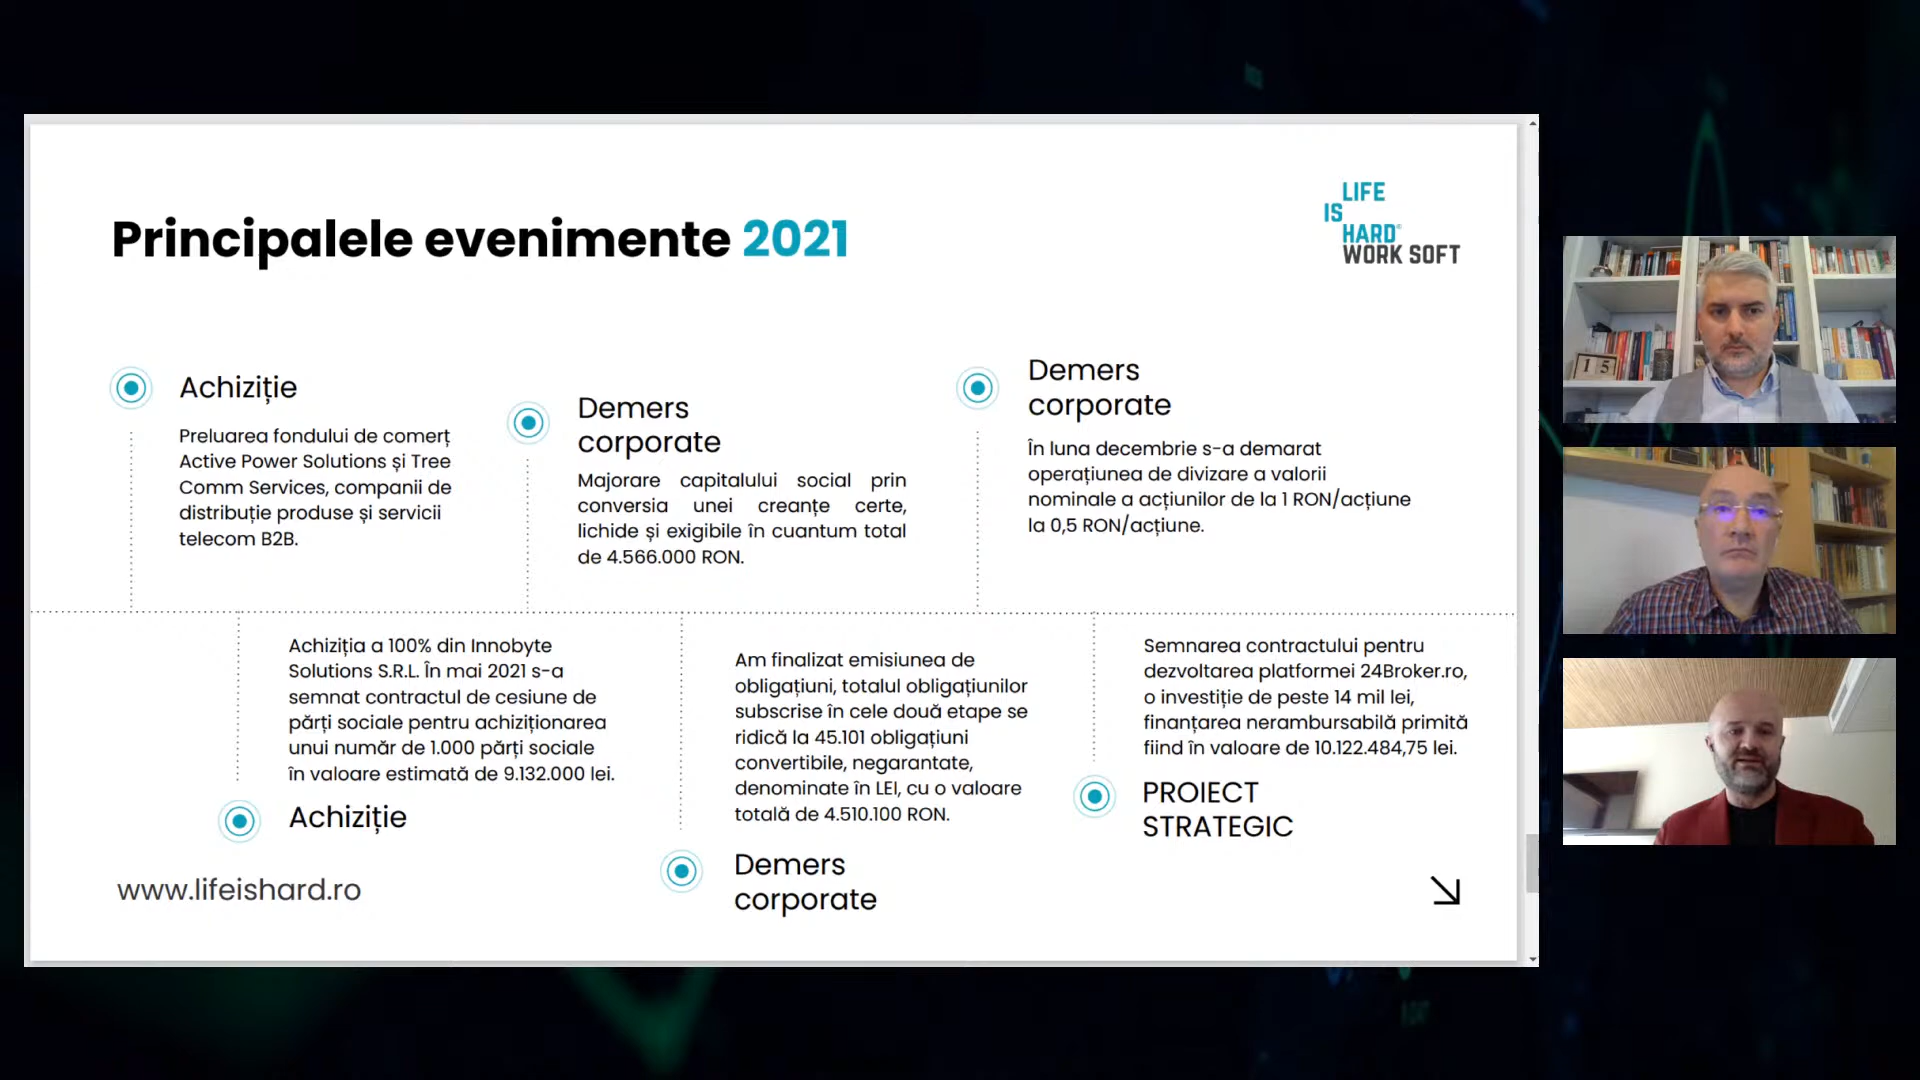 Principalele evenimente 2021
LIFE
IS
HARD®
WORK SOFT
Achiziție
Preluarea fondului de comerț
Active Power Solutions și Tree
Comm Services, companii de
distribuție produse și servicii
telecom B2B.
Demers
corporate
Majorare capitalului social prin
conversia unei creanțe certe,
lichide și exigibile în cuantum total
de 4.566.000 RON.
Demers
corporate
În luna decembrie s-a demarat
operațiunea de divizare a valorii
nominale a acțiunilor de la 1 RON/acțiune
la 0,5 RON/acțiune.
Achiziția a 100% din Innobyte
Solutions S.R.L. În mai 2021 s-a
semnat contractul de cesiune de
părți sociale pentru achiziționarea
unui număr de 1.000 părți sociale
în valoare estimată de 9.132.000 lei.
Achiziție
Am finalizat emisiunea de
obligațiuni, totalul obligațiunilor
subscrise în cele două etape se
ridică la 45.101 obligațiuni
convertibile, negarantate,
denominate în LEI, cu o valoare
totală de 4.510.100 RON.
Demers
corporate
Semnarea contractului pentru
dezvoltarea platformei 24Broker.ro,
o investiție de peste 14 mil lei,
finanțarea nerambursabilă primită
fiind în valoare de 10.122.484,75 lei.
PROIECT
STRATEGIC
www.lifeishard.ro
15